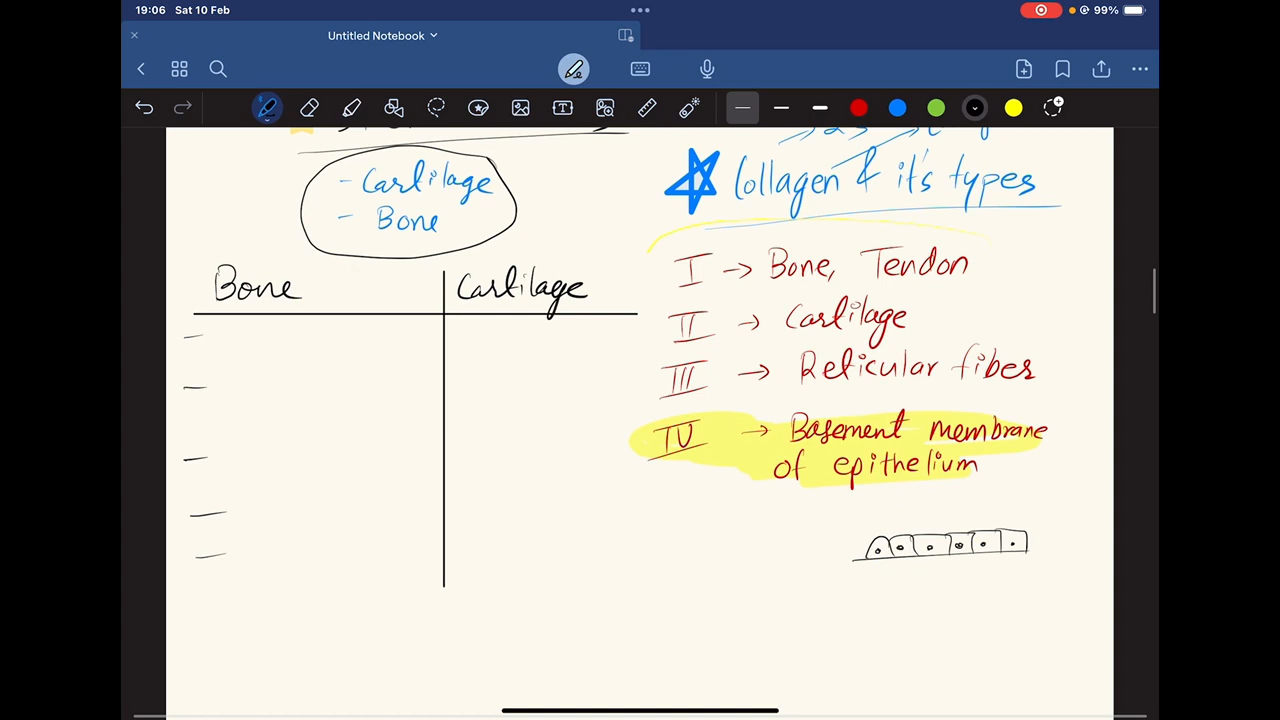 19:06 Sat 10 Feb
99%
Untitled Notebook
- Cartilage
- Bone
Bone
Cartilage
Collagen & it's types
I → Bone, Tendon
II → Cartilage
III → Reticular fiber
IV → Basement membrane
of epithelium